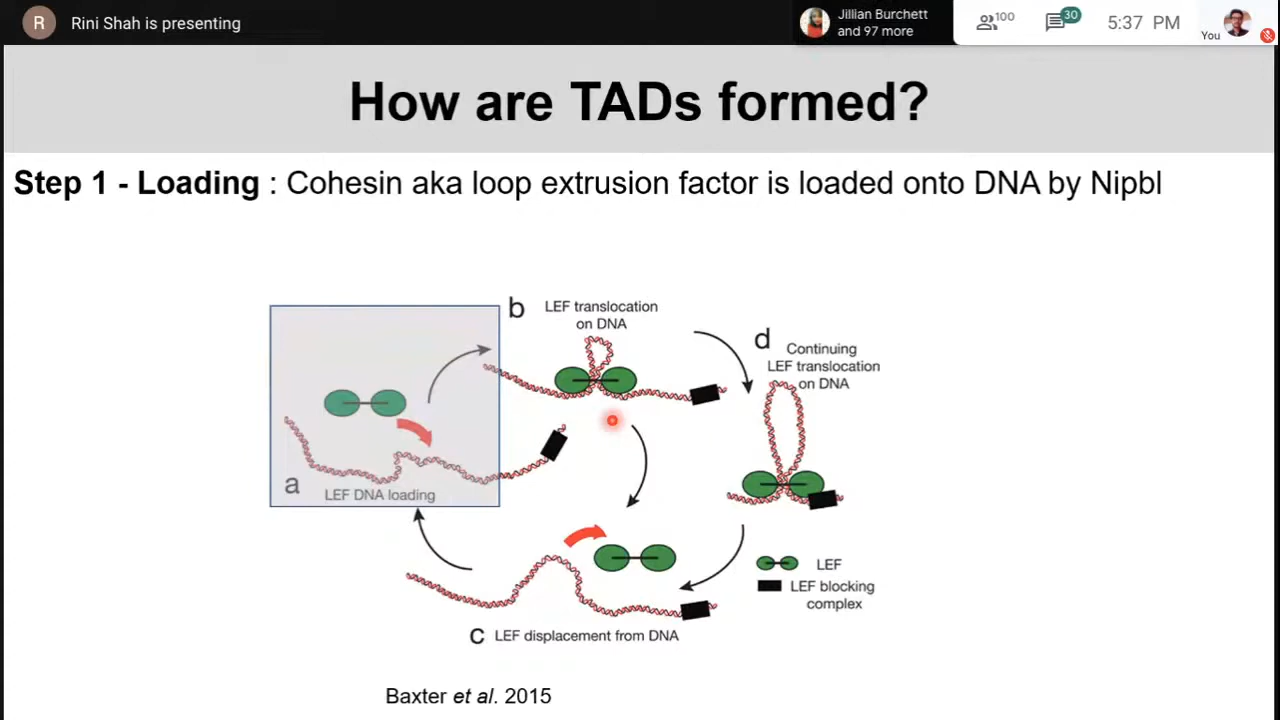 R Rini Shah is presenting
Jillian Burchett
and 97 more
100
30
5:37 PM
You
How are TADs formed?
Step 1 - Loading : Cohesin aka loop extrusion factor is loaded onto DNA by Nipbl
b LEF translocation
on DNA
d Continuing
LEF translocation
on DNA
a LEF DNA loading
LEF
LEF blocking
complex
c LEF displacement from DNA
Baxter et al. 2015